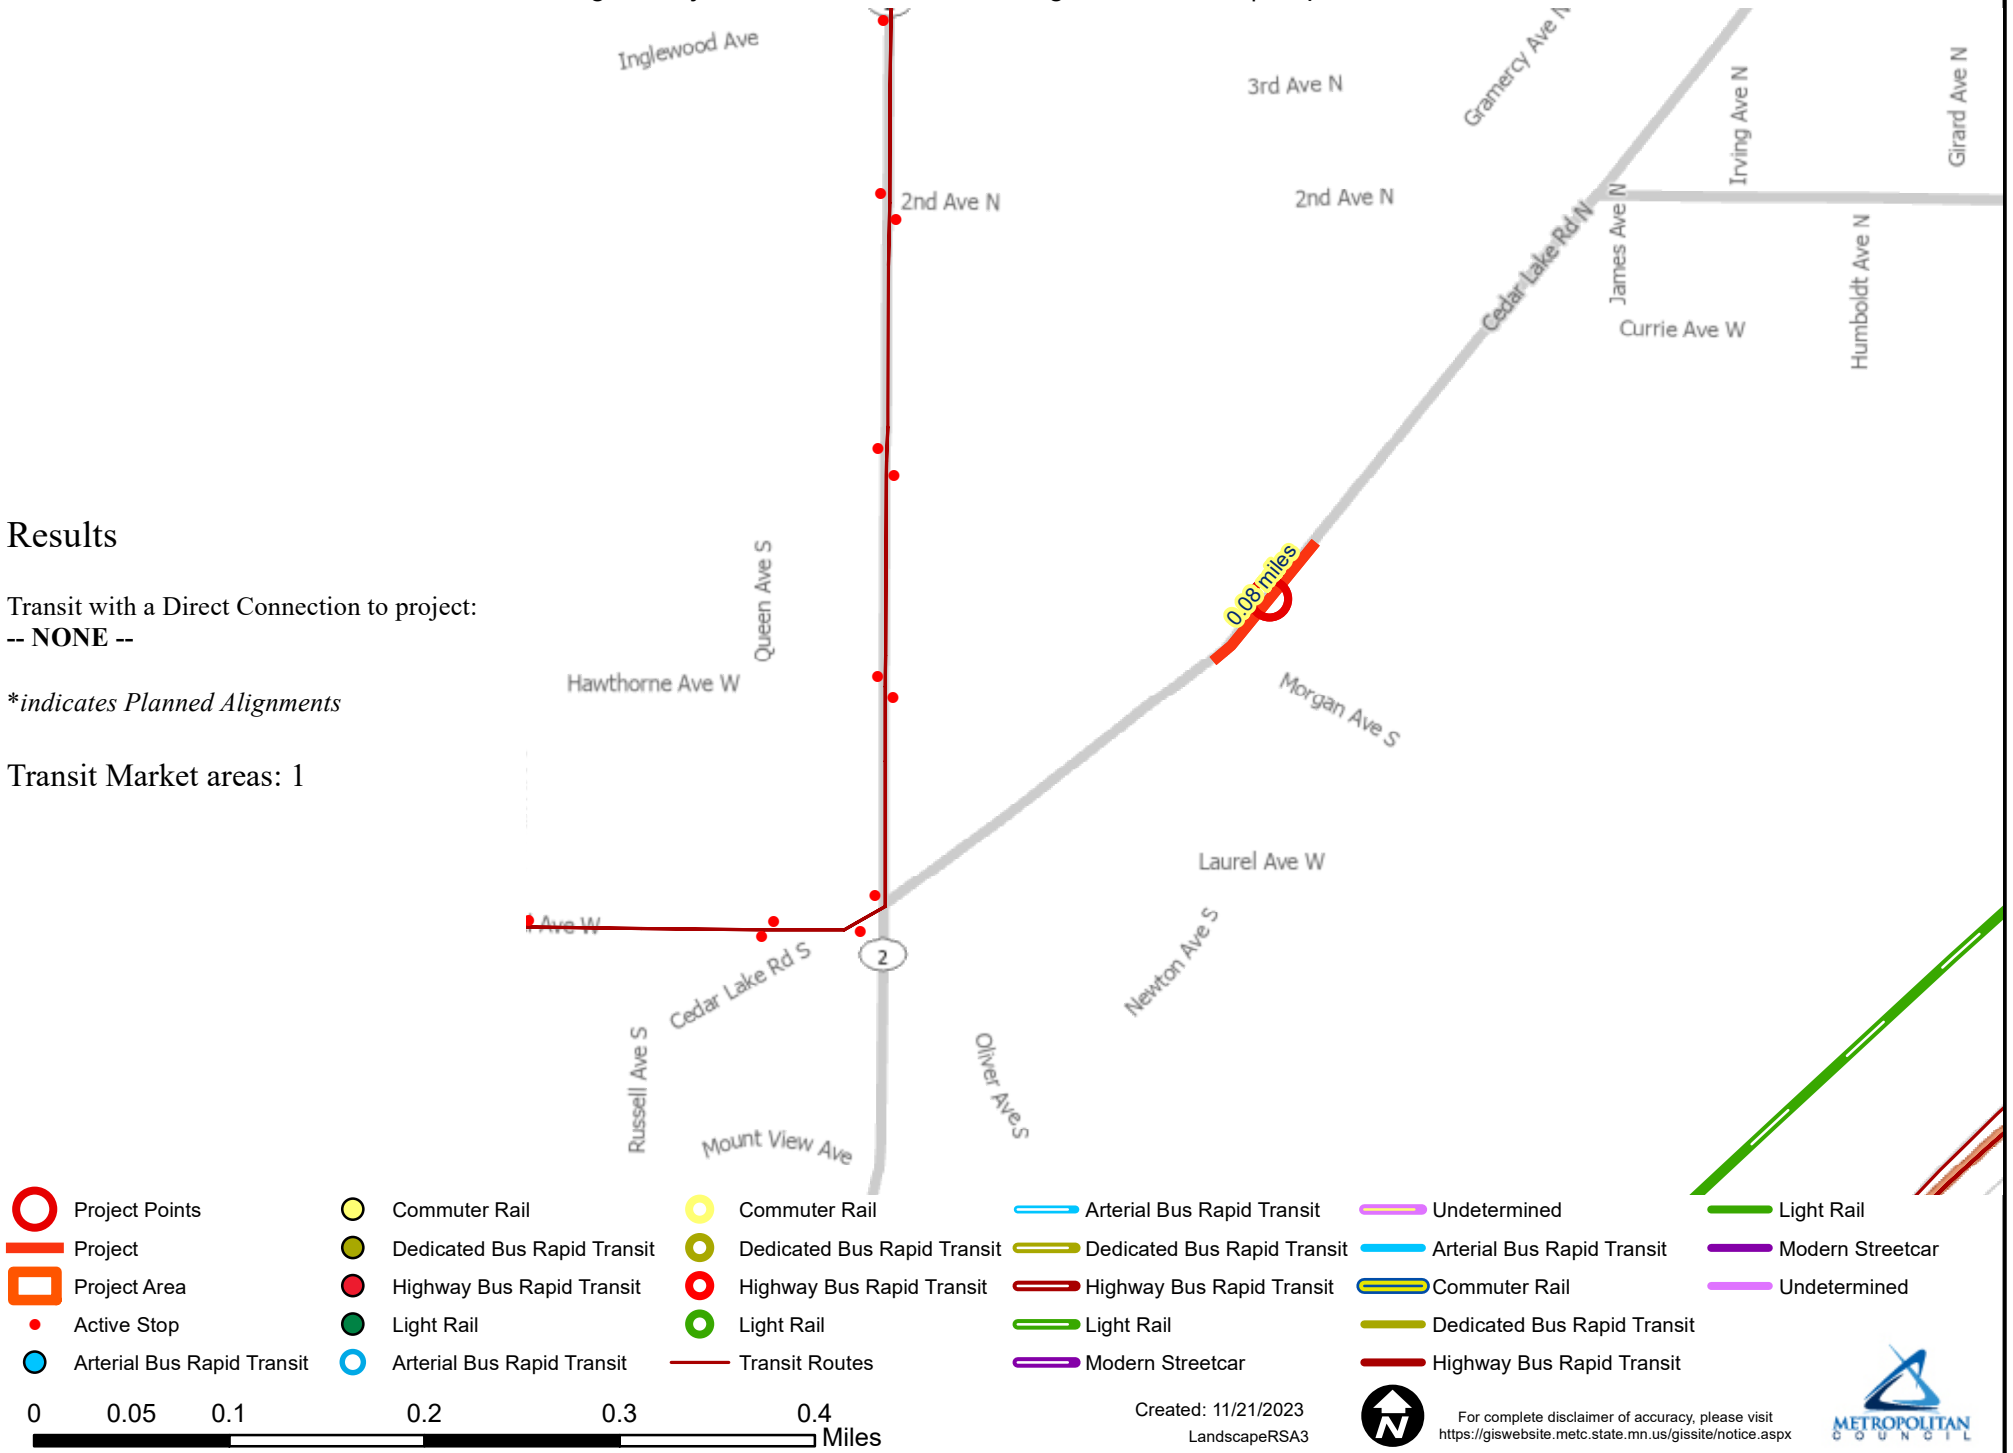 Inglewood Ave
3rd Ave N
Gramercy Ave N
Irving Ave N
Girard Ave N
2nd Ave N
2nd Ave N
Cedar Lake Rd N
James Ave N
Currie Ave W
Humboldt Ave N
Results
Transit with a Direct Connection to project:
-- NONE --
*indicates Planned Alignments
Transit Market areas: 1
Queen Ave S
Hawthorne Ave W
0.08 miles
Morgan Ave S
Laurel Ave W
Ave W
2
Cedar Lake Rd S
Newton Ave S
Russell Ave S
Oliver Ave S
Mount View Ave
Project Points
Project
Project Area
Active Stop
Arterial Bus Rapid Transit
Commuter Rail
Dedicated Bus Rapid Transit
Highway Bus Rapid Transit
Light Rail
Arterial Bus Rapid Transit
Commuter Rail
Dedicated Bus Rapid Transit
Highway Bus Rapid Transit
Light Rail
Transit Routes
Arterial Bus Rapid Transit
Dedicated Bus Rapid Transit
Highway Bus Rapid Transit
Light Rail
Modern Streetcar
Undetermined
Arterial Bus Rapid Transit
Commuter Rail
Dedicated Bus Rapid Transit
Highway Bus Rapid Transit
Light Rail
Modern Streetcar
Undetermined
0 0.05 0.1 0.2 0.3 0.4
Miles
Created: 11/21/2023
LandscapeRSA3
N
For complete disclaimer of accuracy, please visit
https://giswebsite.metc.state.mn.us/gissite/notice.aspx
METROPOLITAN
COUNCIL